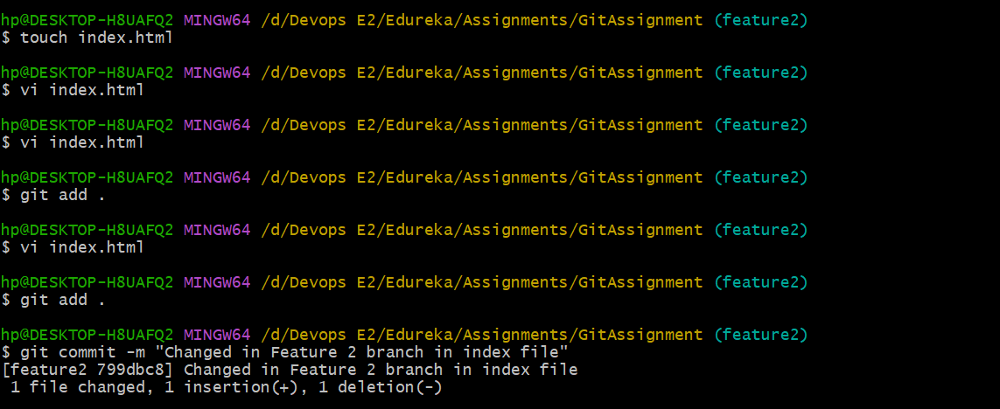 hp@DESKTOP-H8UAFQ2 MINGW64 /d/Devops E2/Edureka/Assignments/GitAssignment (feature2)
$ touch index.html
hp@DESKTOP-H8UAFQ2 MINGW64 /d/Devops E2/Edureka/Assignments/GitAssignment (feature2)
$ vi index.html
hp@DESKTOP-H8UAFQ2 MINGW64 /d/Devops E2/Edureka/Assignments/GitAssignment (feature2)
$ vi index.html
hp@DESKTOP-H8UAFQ2 MINGW64 /d/Devops E2/Edureka/Assignments/GitAssignment (feature2)
$ git add .
hp@DESKTOP-H8UAFQ2 MINGW64 /d/Devops E2/Edureka/Assignments/GitAssignment (feature2)
$ vi index.html
hp@DESKTOP-H8UAFQ2 MINGW64 /d/Devops E2/Edureka/Assignments/GitAssignment (feature2)
$ git add .
hp@DESKTOP-H8UAFQ2 MINGW64 /d/Devops E2/Edureka/Assignments/GitAssignment (feature2)
$ git commit -m "Changed in Feature 2 branch in index file"
[feature2 799dbc8] Changed in Feature 2 branch in index file
 1 file changed, 1 insertion(+), 1 deletion(-)